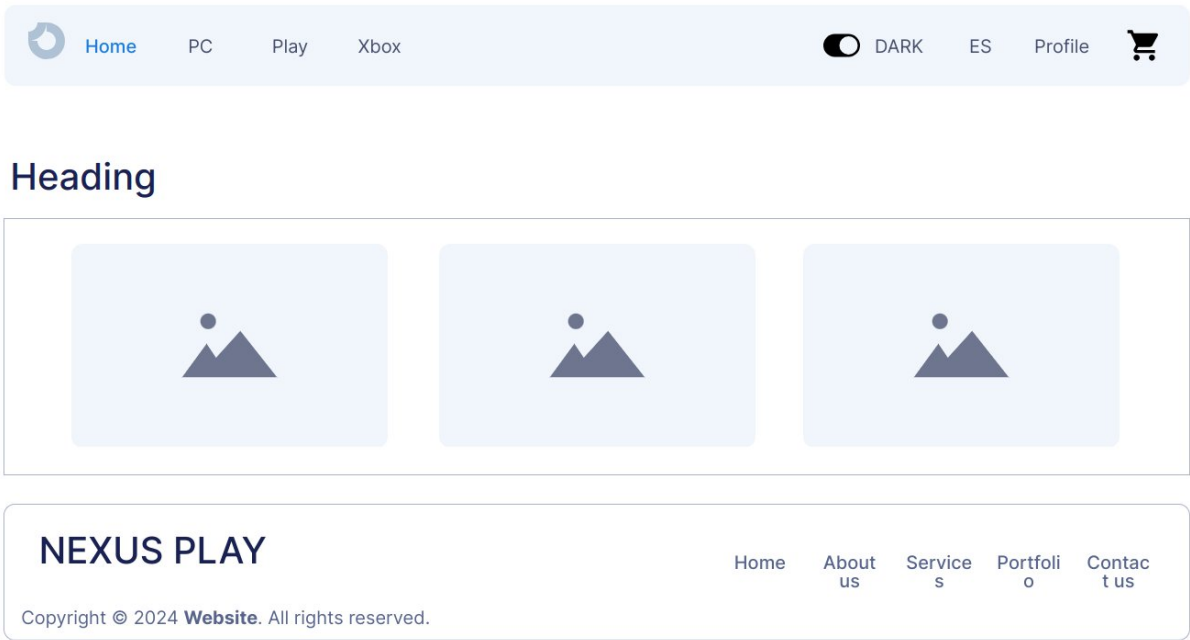 Home PC Play Xbox DARK ES Profile
Heading
NEXUS PLAY
Home About us Service s Portfoli o Contac t us
Copyright © 2024 Website. All rights reserved.